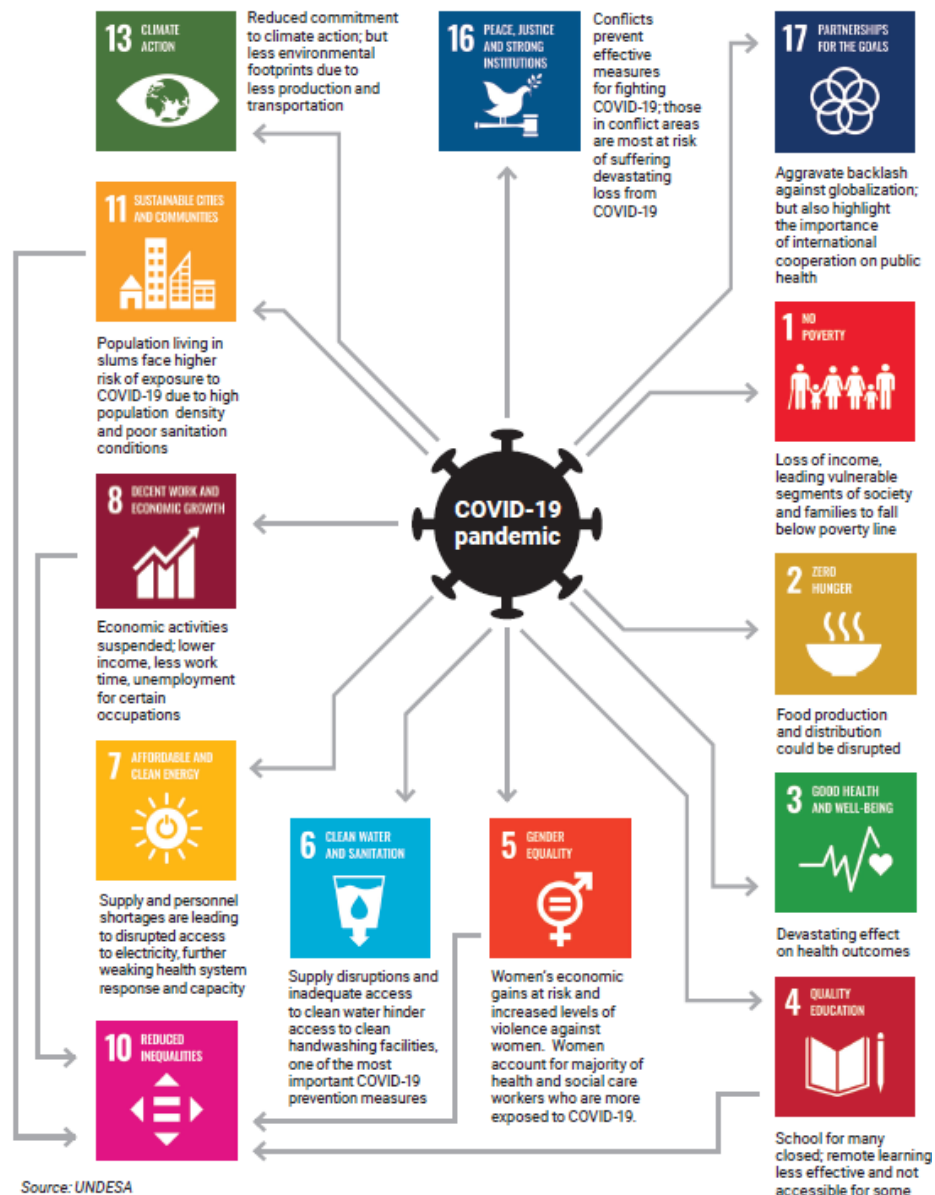 13 CLIMATE
ACTION
Reduced commitment
to climate action; but
less environmental
footprints due to
less production and
transportation
16 PEACE, JUSTICE
AND STRONG
INSTITUTIONS
Conflicts
prevent
effective
measures
for fighting
COVID-19; those
in conflict areas
are most at risk
of suffering
devastating
loss from
COVID-19
17 PARTNERSHIPS
FOR THE GOALS
Aggravate backlash
against globalization;
but also highlight
the importance
of international
cooperation on public
health
11 SUSTAINABLE CITIES
AND COMMUNITIES
Population living in
slums face higher
risk of exposure to
COVID-19 due to high
population density
and poor sanitation
conditions
1 NO
POVERTY
Loss of income,
leading vulnerable
segments of society
and families to fall
below poverty line
COVID-19
pandemic
8 DECENT WORK AND
ECONOMIC GROWTH
Economic activities
suspended; lower
income, less work
time, unemployment
for certain
occupations
2 ZERO
HUNGER
Food production
and distribution
could be disrupted
7 AFFORDABLE AND
CLEAN ENERGY
Supply and personnel
shortages are leading
to disrupted access
to electricity, further
weaking health system
response and capacity
6 CLEAN WATER
AND SANITATION
Supply disruptions and
inadequate access
to clean water hinder
access to clean
handwashing facilities,
one of the most
important COVID-19
prevention measures
5 GENDER
EQUALITY
Women's economic
gains at risk and
increased levels of
violence against
women. Women
account for majority of
health and social care
workers who are more
exposed to COVID-19.
3 GOOD HEALTH
AND WELL-BEING
Devastating effect
on health outcomes
4 QUALITY
EDUCATION
School for many
closed; remote learning
less effective and not
accessible for some
10 REDUCED
INEQUALITIES
Source: UNDESA